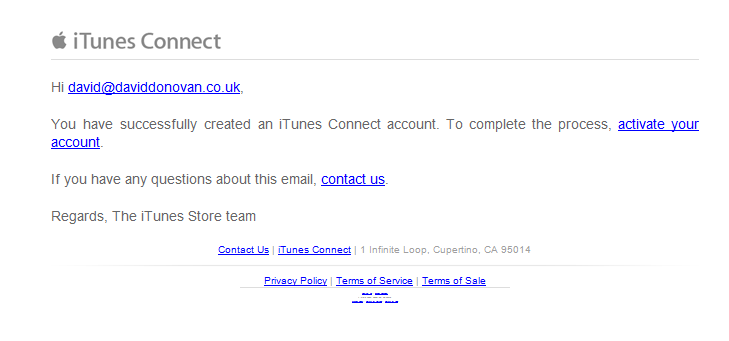 iTunes Connect
Hi david@daviddonovan.co.uk,
You have successfully created an iTunes Connect account. To complete the process, activate your
account.
If you have any questions about this email, contact us.
Regards, The iTunes Store team
Contact Us | iTunes Connect | 1 Infinite Loop, Cupertino, CA 95014
Privacy Policy | Terms of Service | Terms of Sale